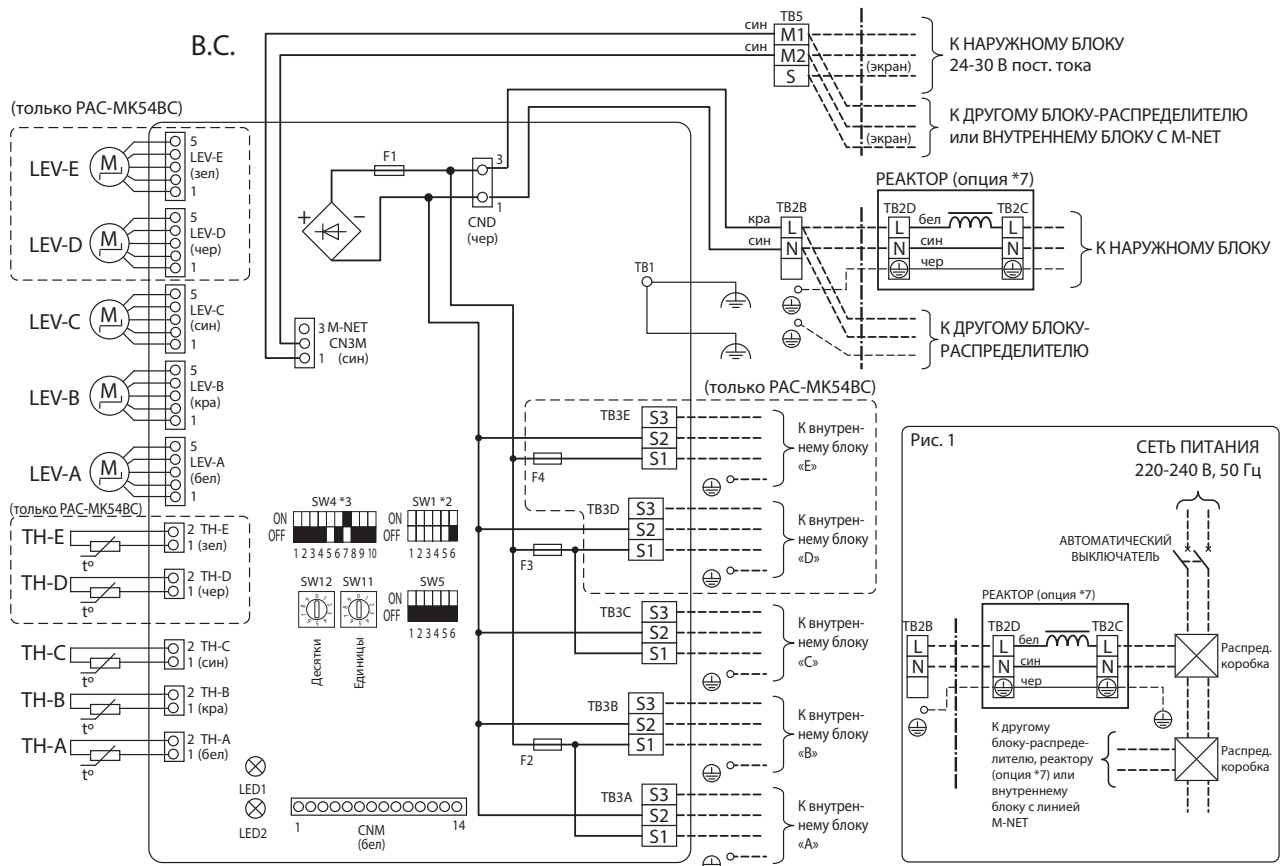 B.C.
(только PAC-MK54BC)
LEV-E
M
5
LEV-E
(зел)
1
LEV-D
M
5
LEV-D
(чер)
1
LEV-C
M
5
LEV-C
(син)
1
LEV-B
M
5
LEV-B
(кра)
1
LEV-A
M
5
LEV-A
(бел)
1
(только PAC-MK54BC)
TH-E
t°
2 TH-E
1 (зел)
TH-D
t°
2 TH-D
1 (чер)
TH-C
t°
2 TH-C
1 (син)
TH-B
t°
2 TH-B
1 (кра)
TH-A
t°
2 TH-A
1 (бел)
F1
+
−
3
1
CND
(чер)
3 M-NET
CN3M
1 (син)
TB1
SW4 *3
ON
OFF
1 2 3 4 5 6 7 8 9 10
SW1 *2
ON
OFF
1 2 3 4 5 6
SW12
Десятки
SW11
Единицы
SW5
ON
OFF
1 2 3 4 5 6
LED1
LED2
1
14
CNM
(бел)
син
син
TB5
M1
M2
S
(экран)
К НАРУЖНОМУ БЛОКУ
24-30 В пост. тока
(экран)
К ДРУГОМУ БЛОКУ-РАСПРЕДЕЛИТЕЛЮ
или ВНУТРЕННЕМУ БЛОКУ С M-NET
кра
син
TB2B
L
N
РЕАКТОР (опция *7)
TB2D
TB2C
L
бел
L
N
син
N
чер
К НАРУЖНОМУ БЛОКУ
К ДРУГОМУ БЛОКУ-
РАСПРЕДЕЛИТЕЛЮ
(только PAC-MK54BC)
TB3E
S3
S2
S1
F4
К внутрен-
нему блоку
«E»
TB3D
S3
S2
S1
F3
К внутрен-
нему блоку
«D»
TB3C
S3
S2
S1
К внутрен-
нему блоку
«C»
TB3B
S3
S2
S1
F2
К внутрен-
нему блоку
«B»
TB3A
S3
S2
S1
К внутрен-
нему блоку
«A»
Рис. 1
СЕТЬ ПИТАНИЯ
220-240 В, 50 Гц
АВТОМАТИЧЕСКИЙ
ВЫКЛЮЧАТЕЛЬ
РЕАКТОР (опция *7)
TB2B
TB2D
TB2C
L
L
бел
L
N
N
син
N
чер
Распред.
коробка
К другому
блоку-распреде-
лителю, реактору
(опция *7) или
внутреннему
блоку с линией
M-NET
Распред.
коробка